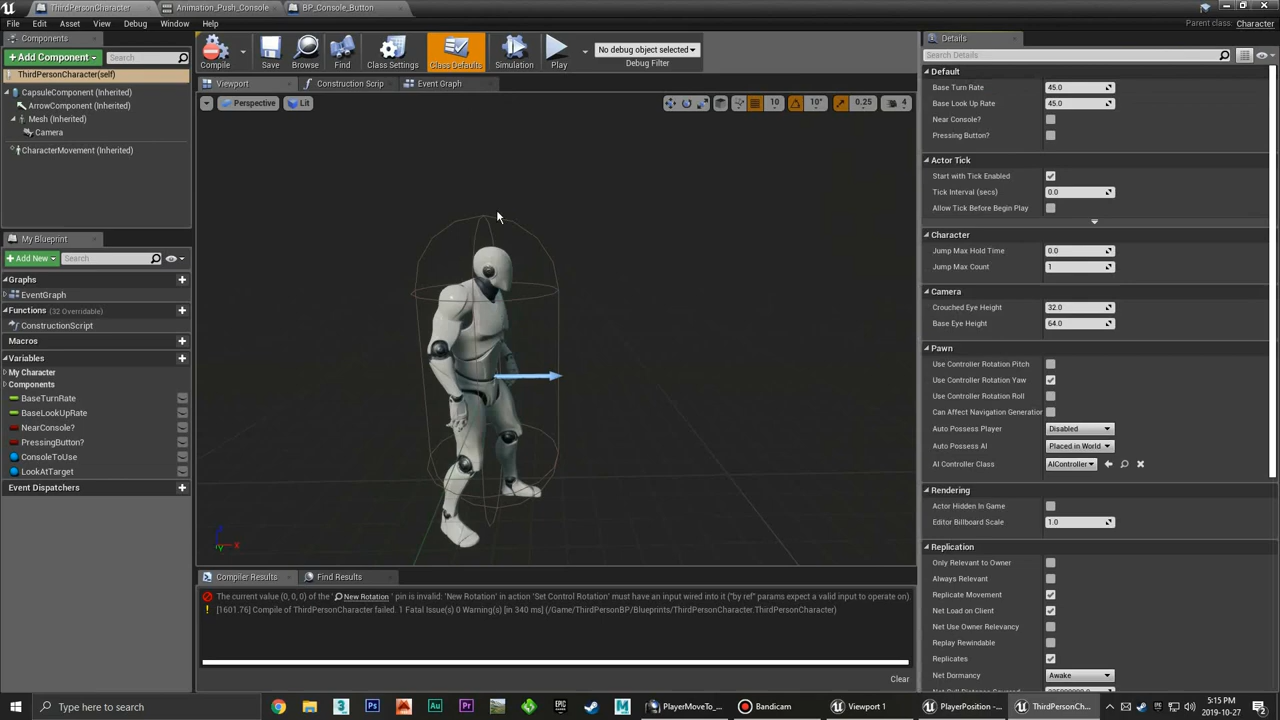 ThirdPersonCharacter
Animation_Push_Console
BP_Console_Button
File Edit Asset View Debug Window Help
Parent class: Character
Components
+ Add Component
Search
ThirdPersonCharacter(self)
CapsuleComponent (Inherited)
ArrowComponent (Inherited)
Mesh (Inherited)
Camera
CharacterMovement (Inherited)
My Blueprint
+ Add New
Search
Graphs
EventGraph
Functions (32 Overridable)
ConstructionScript
Macros
Variables
My Character
Components
BaseTurnRate
BaseLookUpRate
NearConsole?
PressingButton?
ConsoleToUse
LookAtTarget
Event Dispatchers
Compile
Save
Browse
Find
Class Settings
Class Defaults
Simulation
Play
No debug object selected
Debug Filter
Viewport
Construction Scrip
Event Graph
Perspective
Lit
10
10°
0.25
4
X
Y
Compiler Results
Find Results
The current value (0, 0, 0) of the ' New Rotation ' pin is invalid: 'New Rotation' in action 'Set Control Rotation' must have an input wired into it ("by ref" params expect a valid input to operate on)
[1601.76] Compile of ThirdPersonCharacter failed. 1 Fatal Issue(s) 0 Warning(s) [in 340 ms] (/Game/ThirdPersonBP/Blueprints/ThirdPersonCharacter.ThirdPersonCharacter)
Clear
Details
Search Details
Default
Base Turn Rate 45.0
Base Look Up Rate 45.0
Near Console?
Pressing Button?
Actor Tick
Start with Tick Enabled
Tick Interval (secs) 0.0
Allow Tick Before Begin Play
Character
Jump Max Hold Time 0.0
Jump Max Count 1
Camera
Crouched Eye Height 32.0
Base Eye Height 64.0
Pawn
Use Controller Rotation Pitch
Use Controller Rotation Yaw
Use Controller Rotation Roll
Can Affect Navigation Generation
Auto Possess Player Disabled
Auto Possess AI Placed in World
AI Controller Class AIController
Rendering
Actor Hidden In Game
Editor Billboard Scale 1.0
Replication
Only Relevant to Owner
Always Relevant
Replicate Movement
Net Load on Client
Net Use Owner Relevancy
Replay Rewindable
Replicates
Net Dormancy Awake
Type here to search
PlayerMoveTo_...
Bandicam
Viewport 1
PlayerPosition -...
ThirdPersonCh...
5:15 PM
2019-10-27